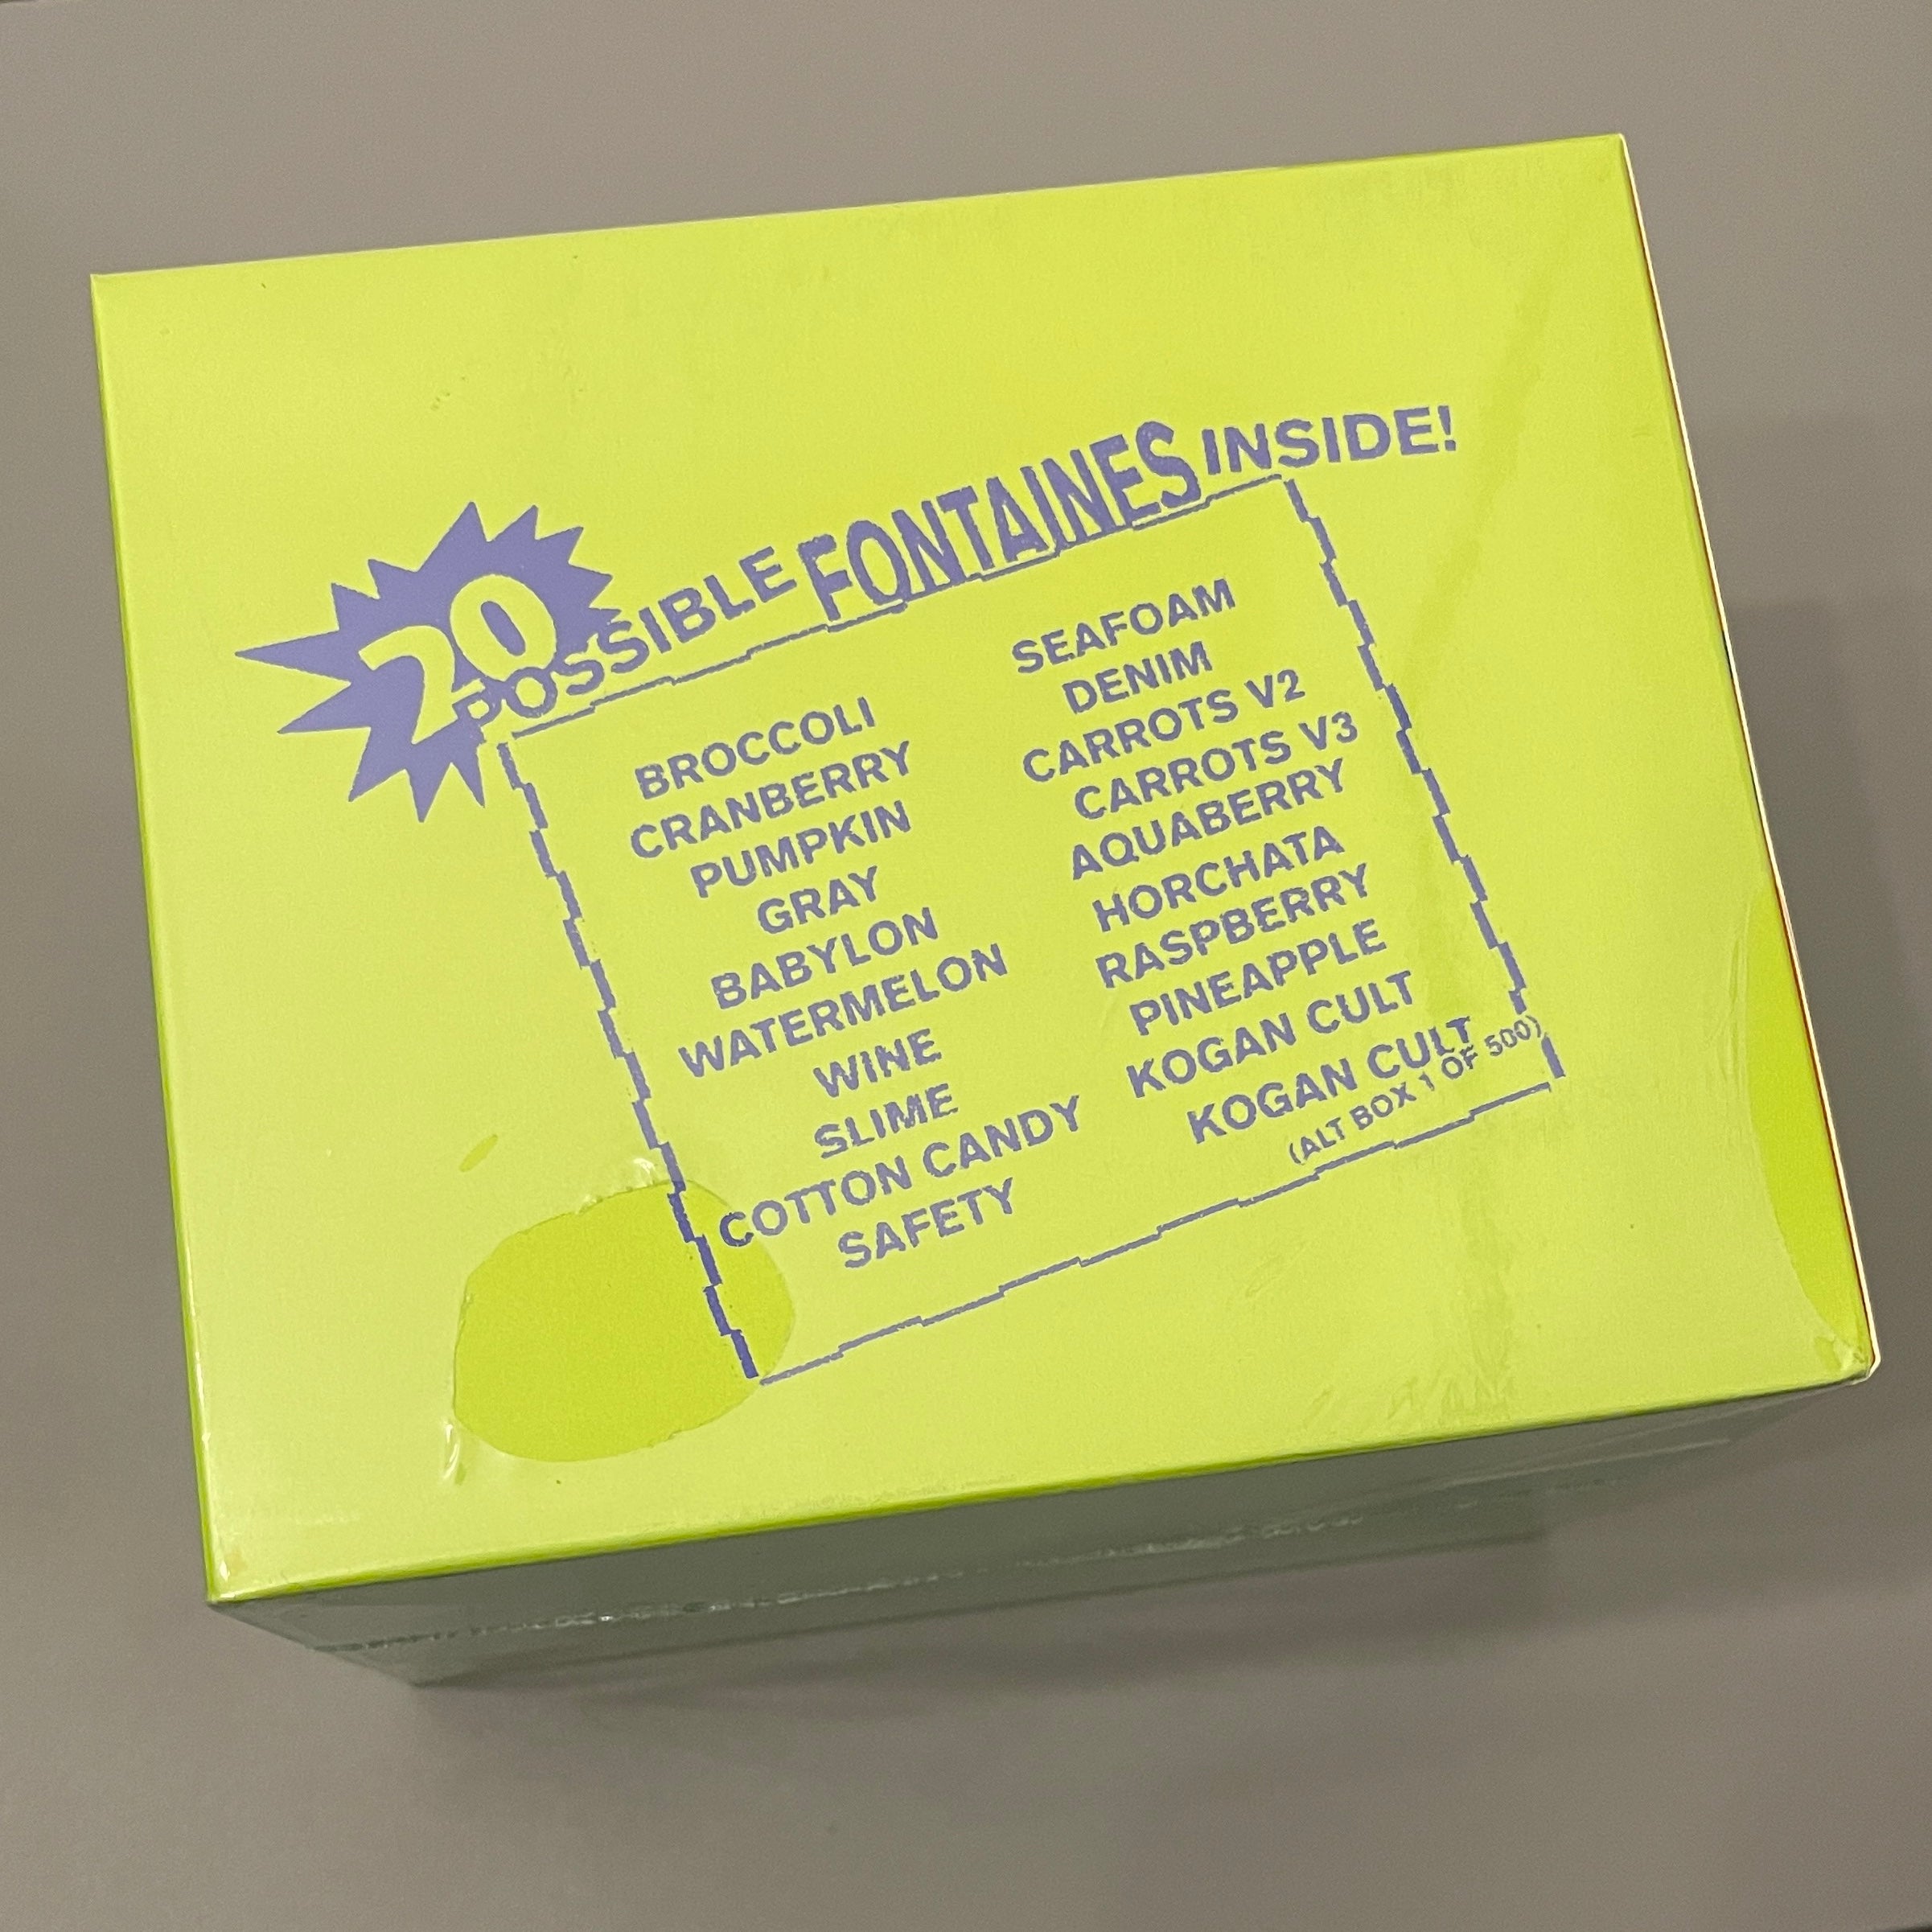 20 POSSIBLE FONTAINES INSIDE!
BROCCOLI
CRANBERRY
PUMPKIN
GRAY
BABYLON
WATERMELON
WINE
SLIME
COTTON CANDY
SAFETY
SEAFOAM
DENIM
CARROTS V2
CARROTS V3
AQUABERRY
HORCHATA
RASPBERRY
PINEAPPLE
KOGAN CULT
KOGAN CULT
(ALT BOX 1 OF 500)